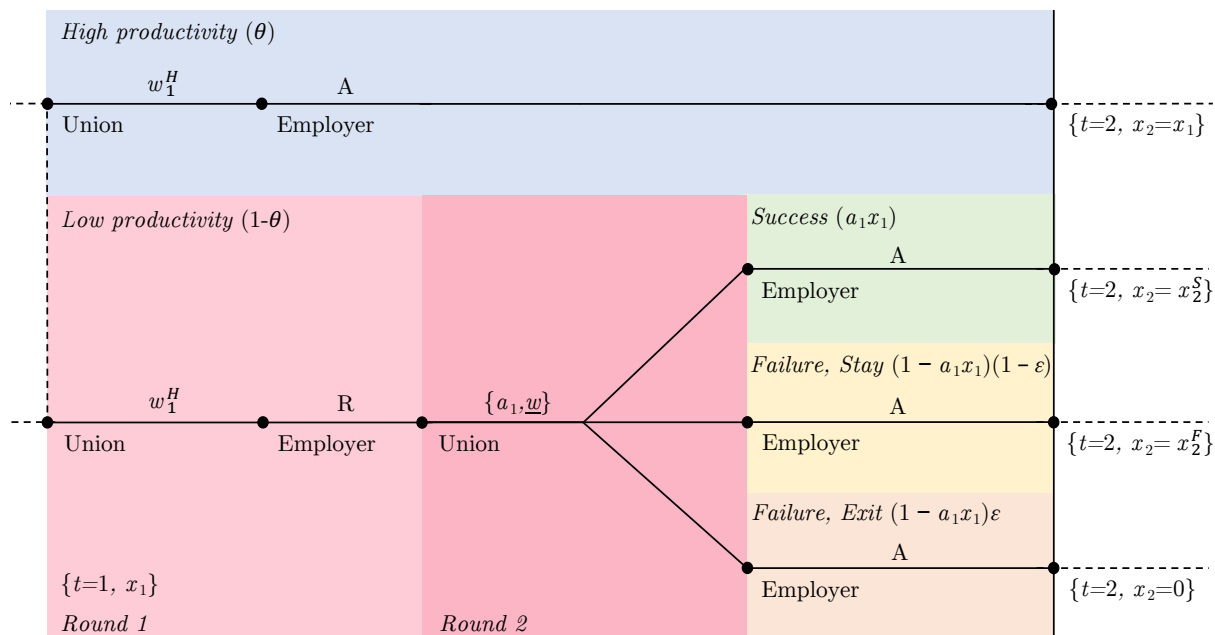 High productivity (θ)
w₁ᴴ A
Union Employer {t=2, x₂=x₁}
Low productivity (1-θ) Success (a₁x₁)
A
Employer {t=2, x₂= x₂ˢ}
Failure, Stay (1 − a₁x₁)(1 − ε)
w₁ᴴ R {a₁,w̲} A
Union Employer Union Employer {t=2, x₂= x₂ᶠ}
Failure, Exit (1 − a₁x₁)ε
A
{t=1, x₁} Employer {t=2, x₂=0}
Round 1 Round 2